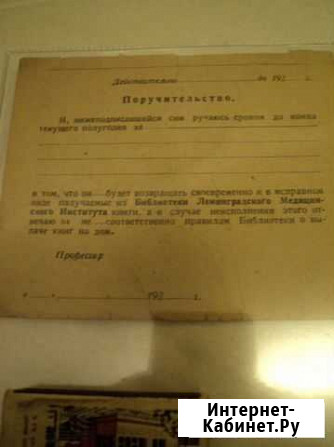 Действительно до 192 г.
Поручительство.
Я, нижеподписавшийся сим ручаюсь сроком до конца
текущего полугодия за
в том, что он будет возвращать своевременно и в исправном
виде получаемые из Библиотеки Ленинградского Медицин-
ского Института книги, а в случае неисполнения этого от-
вечаю за не соответственно правилам Библиотеки о вы-
даче книг на дом.
Профессор
" " 192 г.
Интернет-
Кабинет.Ру